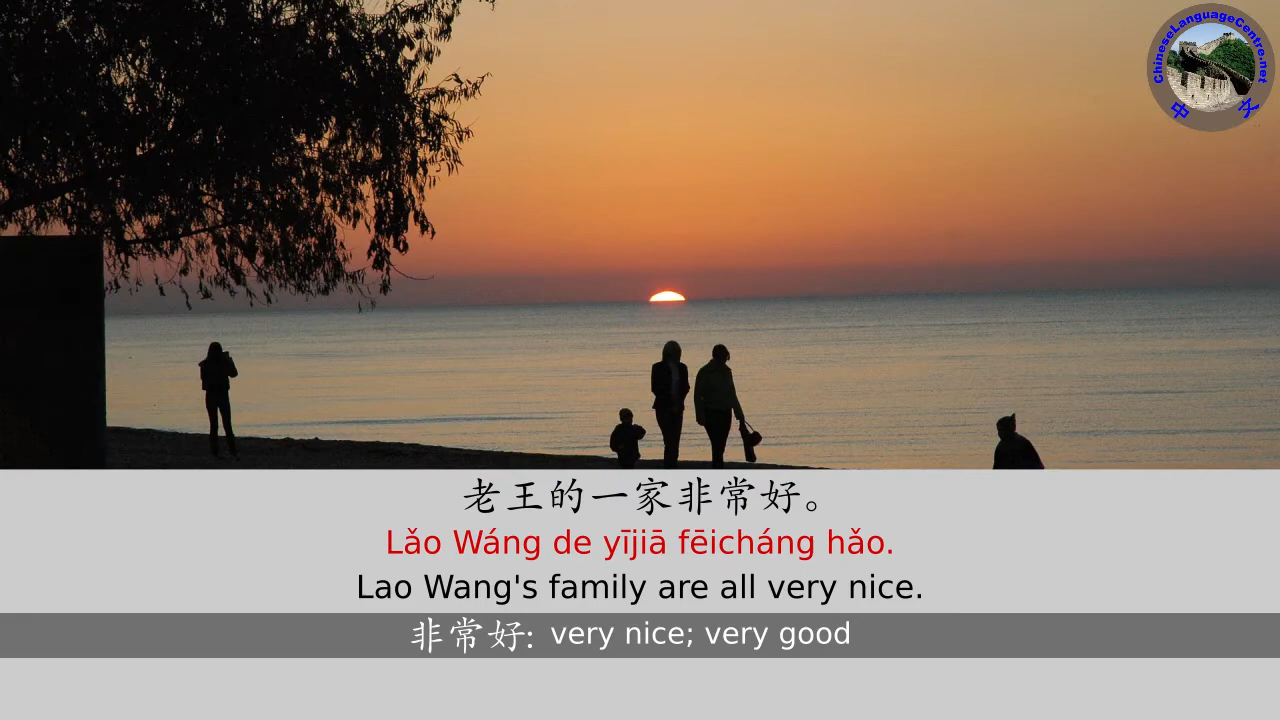 ChineseLanguageCentre.net
中 文
老王的一家非常好。
Lǎo Wáng de yījiā fēicháng hǎo.
Lao Wang's family are all very nice.
非常好: very nice; very good